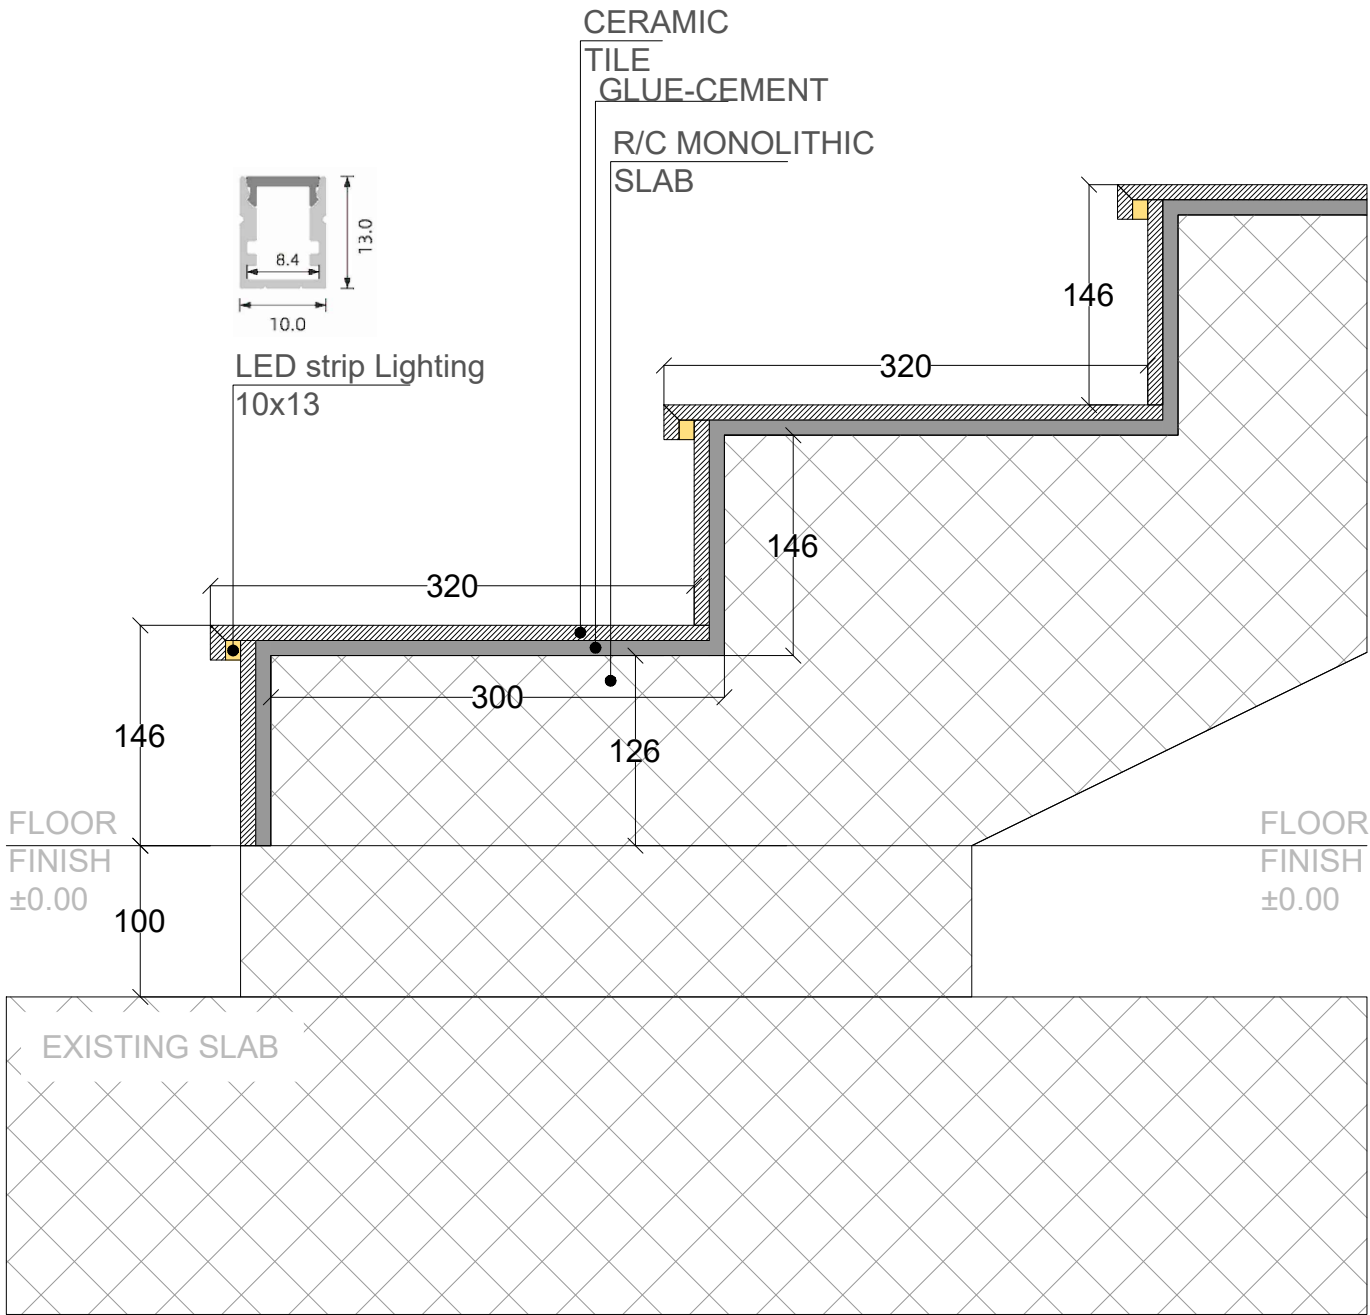 CERAMIC
TILE
GLUE-CEMENT
R/C MONOLITHIC
SLAB
13.0
8.4
10.0
LED strip Lighting
10x13
146
320
146
320
300
146
126
FLOOR
FINISH
±0.00
FLOOR
FINISH
±0.00
100
EXISTING SLAB